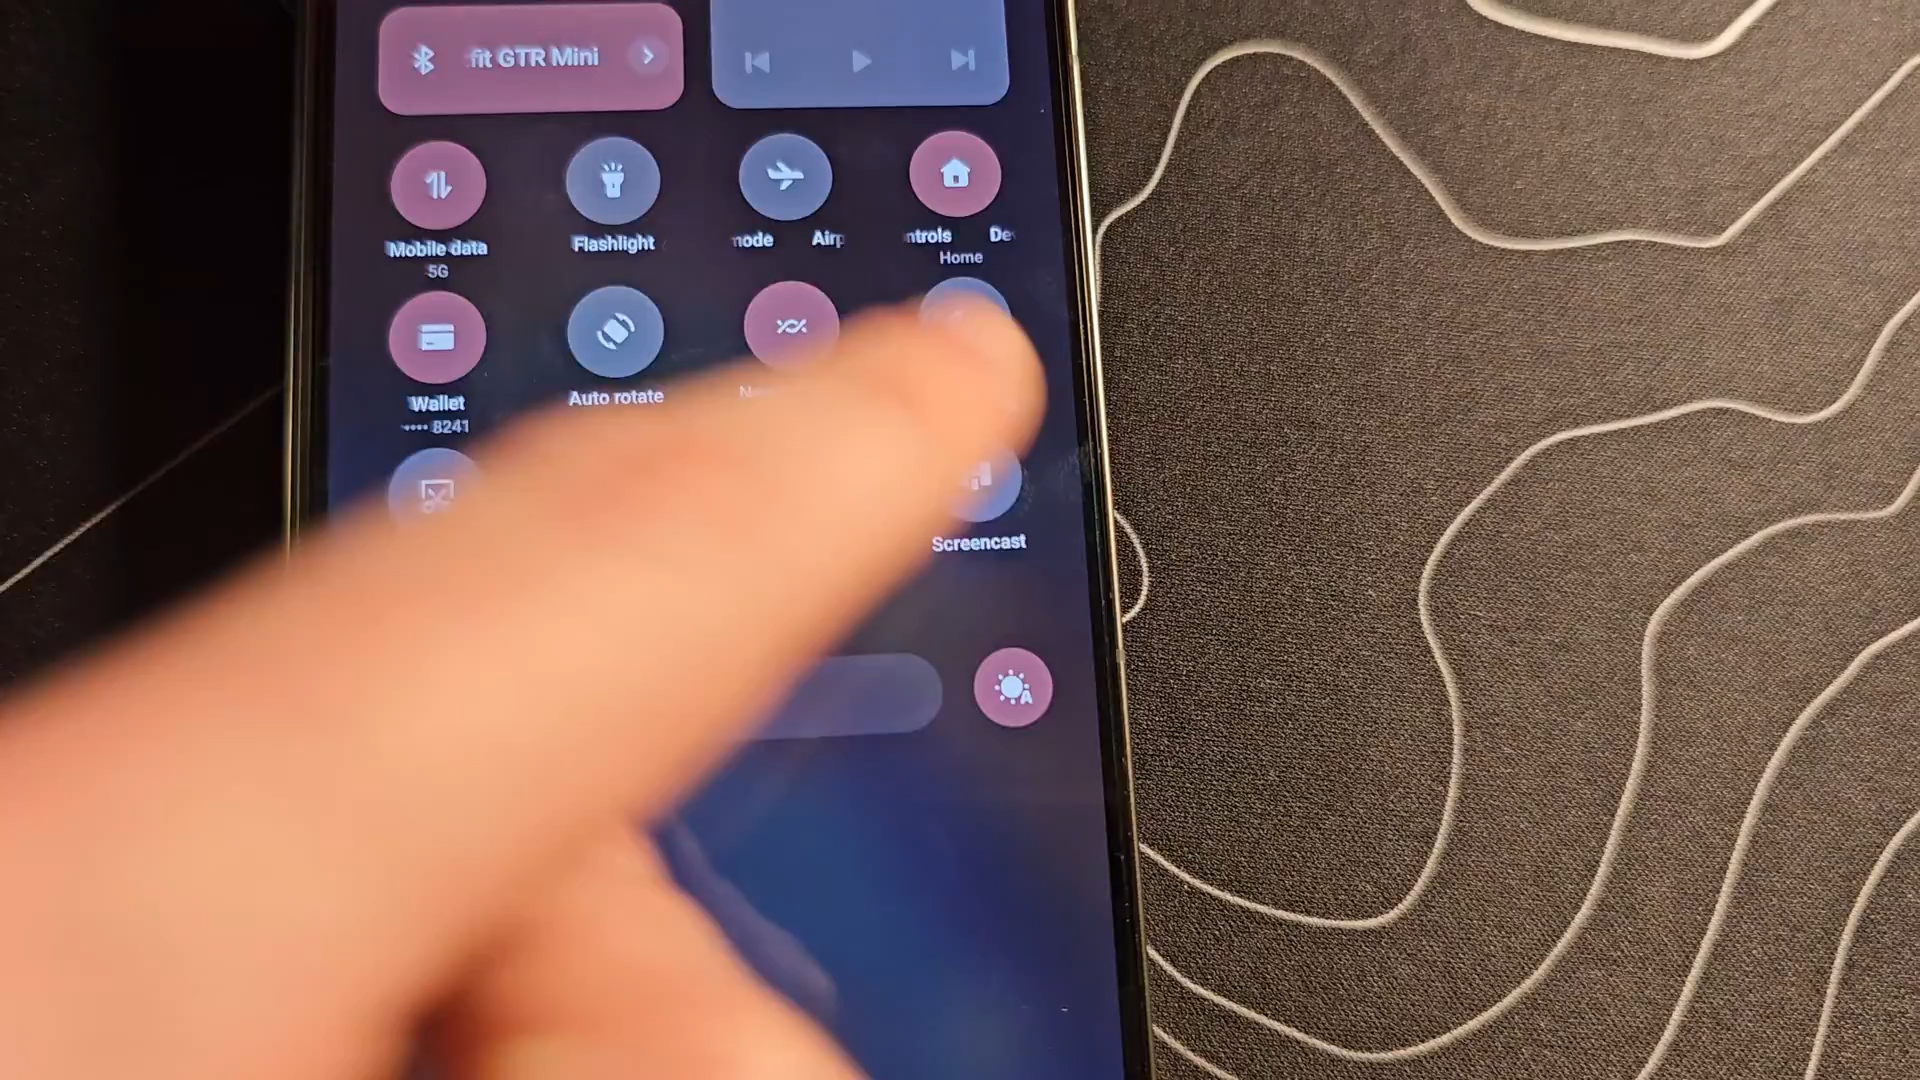 fit GTR Mini
Mobile data
5G
Flashlight
mode Airp
ntrols De
Home
Wallet
···· 8241
Auto rotate
Screencast